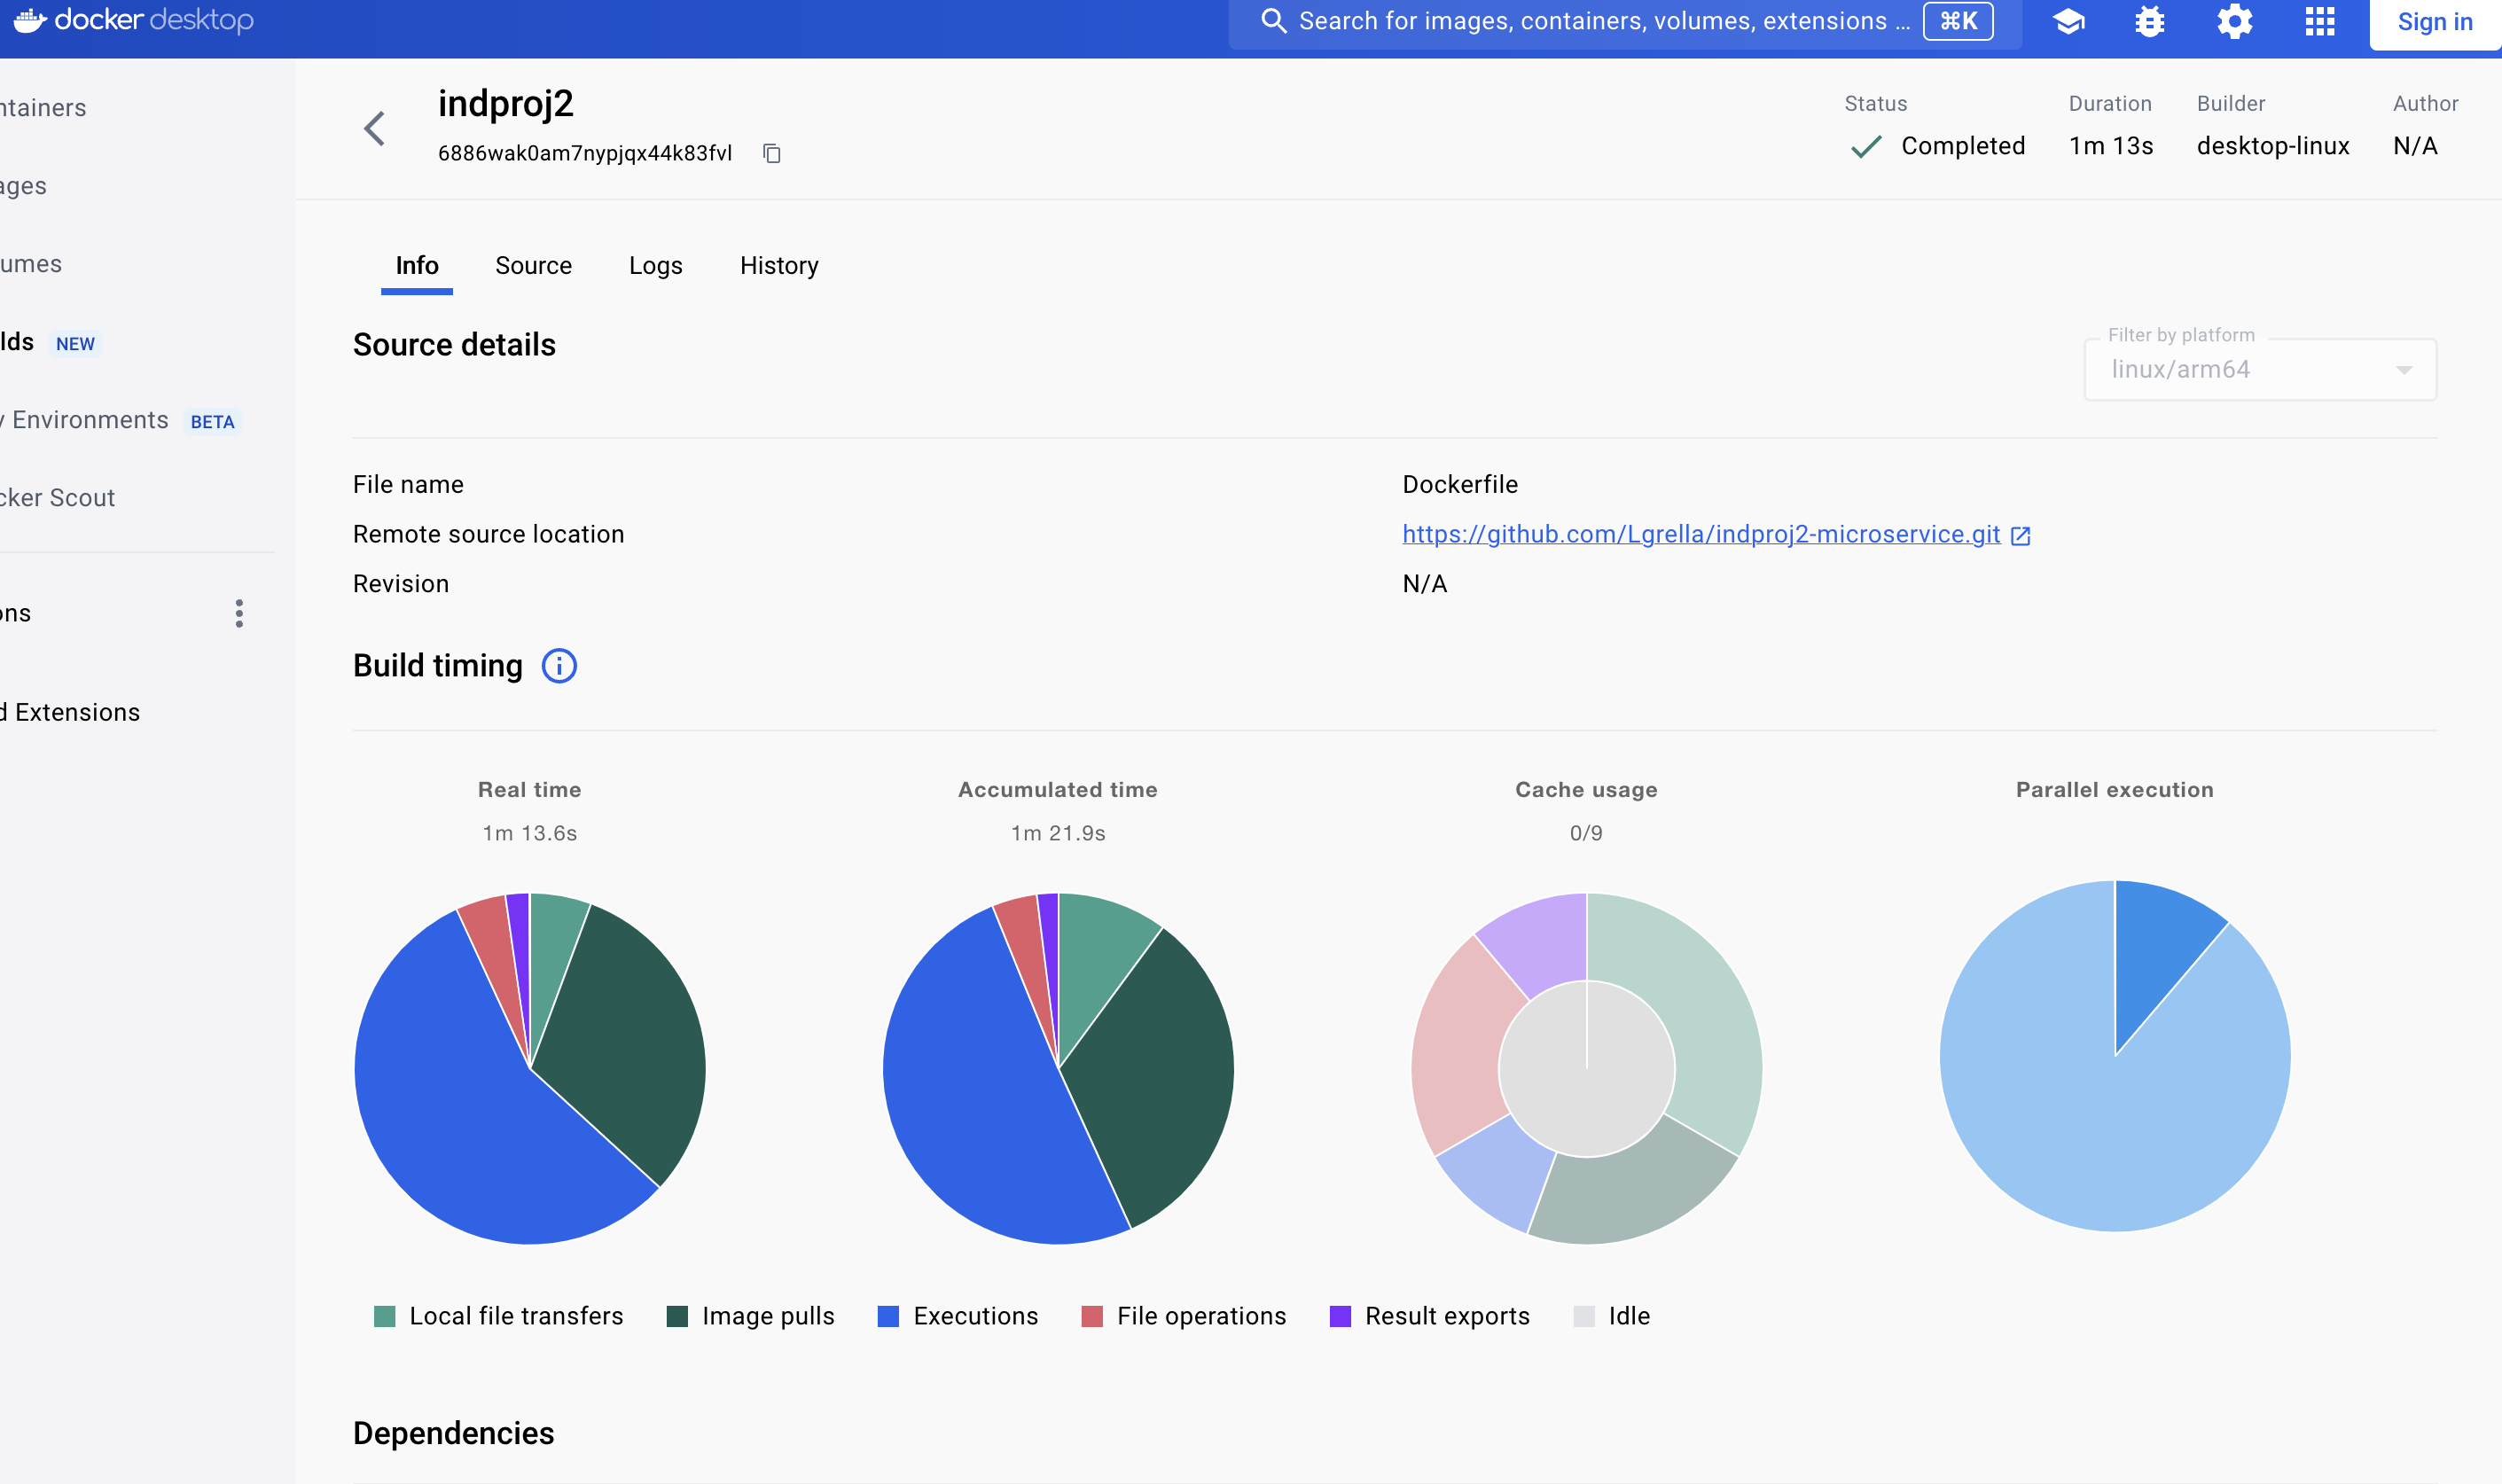 docker desktop
Search for images, containers, volumes, extensions ... ⌘K
Sign in
ntainers
ages
umes
lds NEW
y Environments BETA
cker Scout
ons
d Extensions
indproj2
6886wak0am7nypjqx44k83fvl
Status
Completed
Duration
1m 13s
Builder
desktop-linux
Author
N/A
Info Source Logs History
Source details
Filter by platform
linux/arm64
File name Dockerfile
Remote source location https://github.com/Lgrella/indproj2-microservice.git
Revision N/A
Build timing
Real time
1m 13.6s
Accumulated time
1m 21.9s
Cache usage
0/9
Parallel execution
Local file transfers Image pulls Executions File operations Result exports Idle
Dependencies